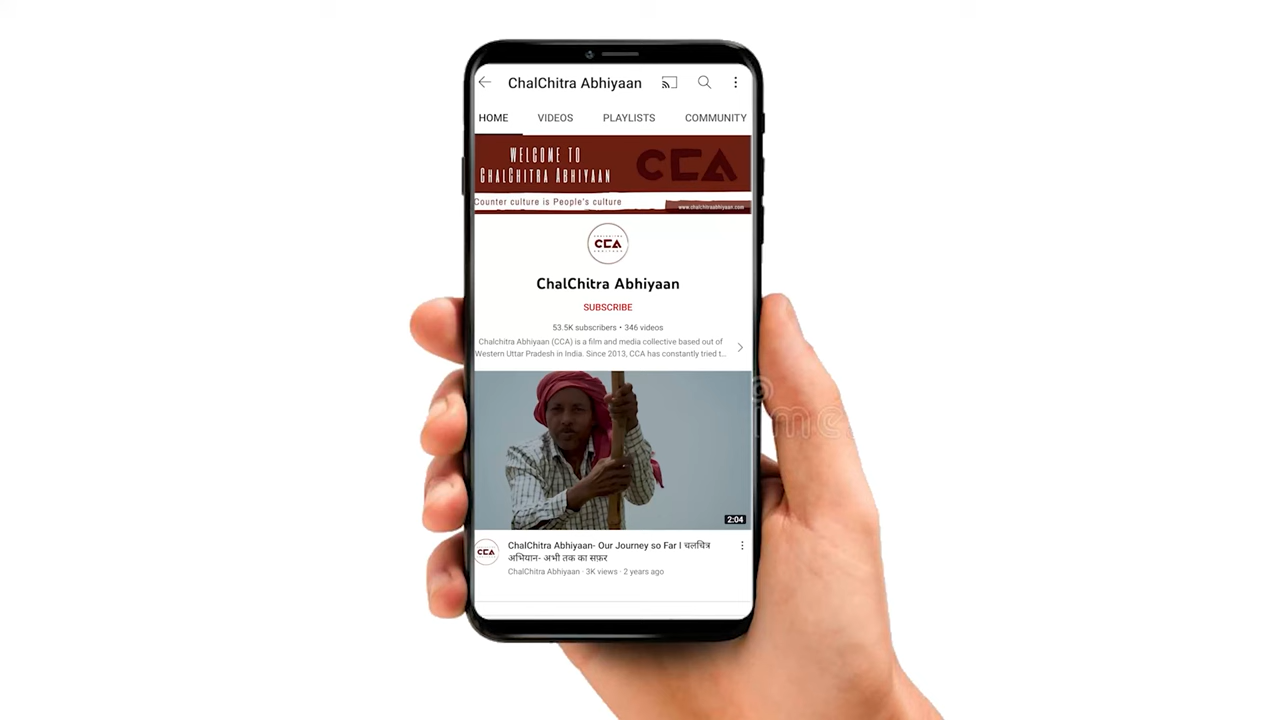 ChalChitra Abhiyaan
HOME VIDEOS PLAYLISTS COMMUNITY
WELCOME TO
CHALCHITRA ABHIYAAN
CCA
Counter culture is People's culture
www.chalchitraabhiyaan.com
CCA
ChalChitra Abhiyaan
SUBSCRIBE
53.5K subscribers • 346 videos
Chalchitra Abhiyaan (CCA) is a film and media collective based out of
Western Uttar Pradesh in India. Since 2013, CCA has constantly tried t...
2:04
CCA
ChalChitra Abhiyaan- Our Journey so Far l चलचित्र
अभियान- अभी तक का सफ़र
ChalChitra Abhiyaan · 3K views · 2 years ago